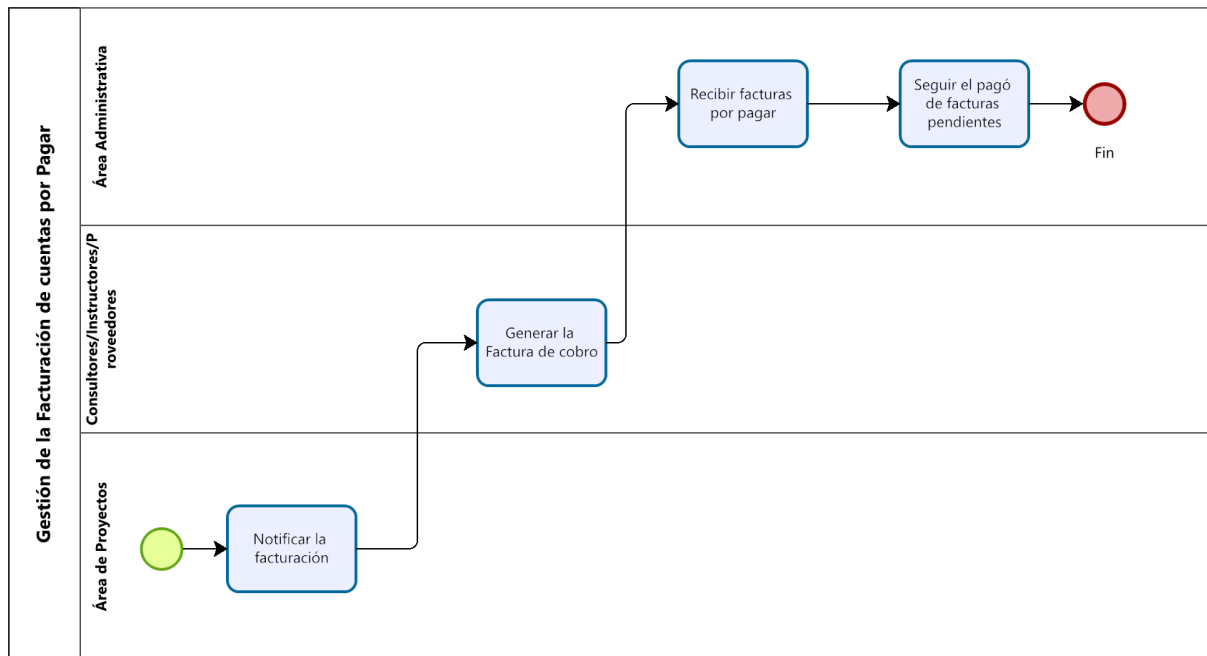 Gestión de la Facturación de cuentas por Pagar
Área Administrativa
Recibir facturas
por pagar
Seguir el pagó
de facturas
pendientes
Fin
Consultores/Instructores/P
roveedores
Generar la
Factura de cobro
Área de Proyectos
Notificar la
facturación